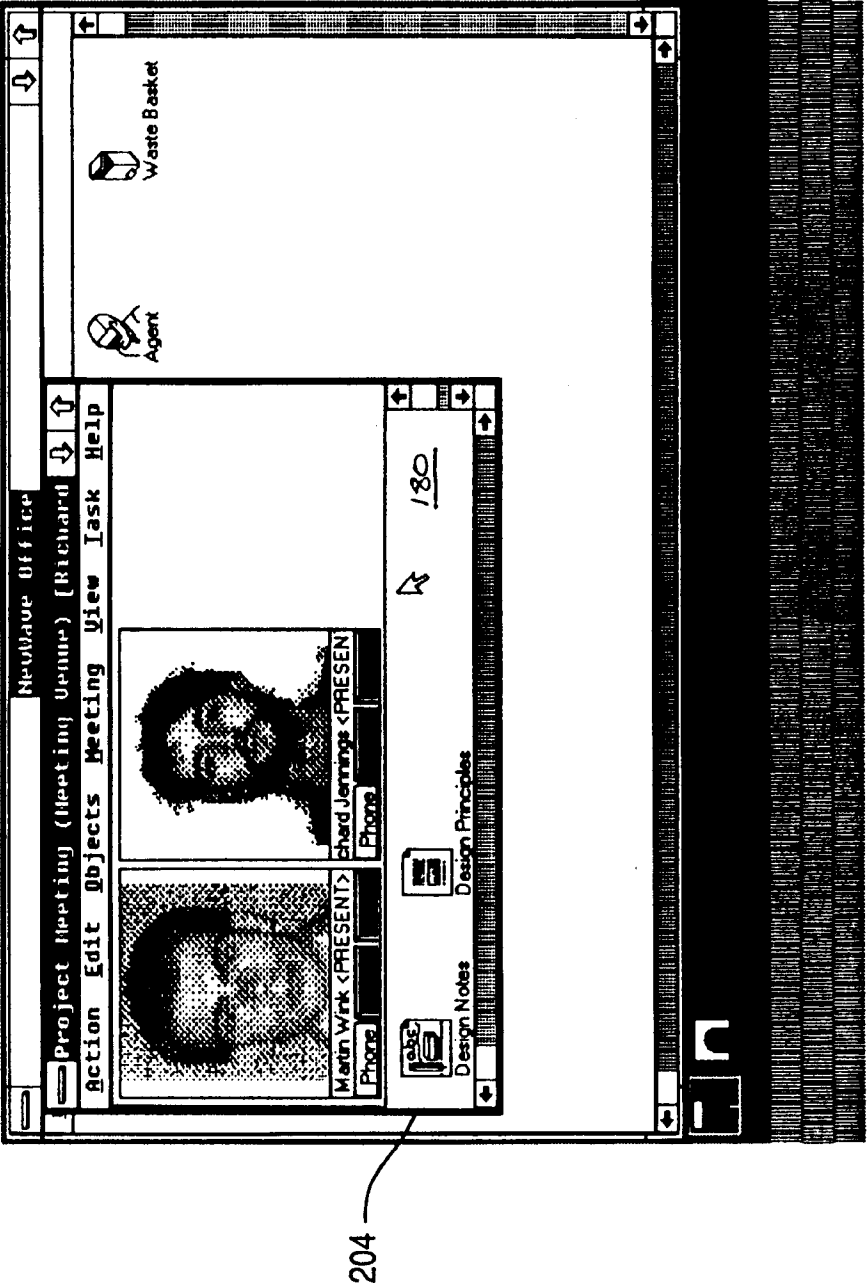 NewWave Office
Project Meeting (Meeting Venue) [Richard
Action Edit Objects Meeting View Task Help
Agent
Waste Basket
Martin Wink <PRESENT>
chard Jennings <PRESEN
Phone
Phone
abc
180
Design Notes
Design Principles
204